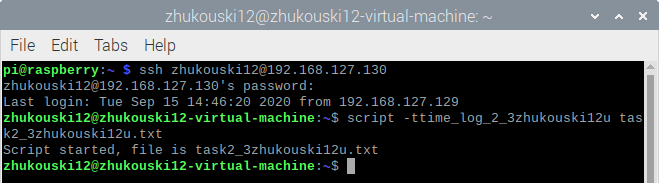 zhukouski12@zhukouski12-virtual-machine: ~
File Edit Tabs Help
pi@raspberry:~ $ ssh zhukouski12@192.168.127.130
zhukouski12@192.168.127.130's password:
Last login: Tue Sep 15 14:46:20 2020 from 192.168.127.129
zhukouski12@zhukouski12-virtual-machine:~$ script -ttime_log_2_3zhukouski12u tas
k2_3zhukouski12u.txt
Script started, file is task2_3zhukouski12u.txt
zhukouski12@zhukouski12-virtual-machine:~$